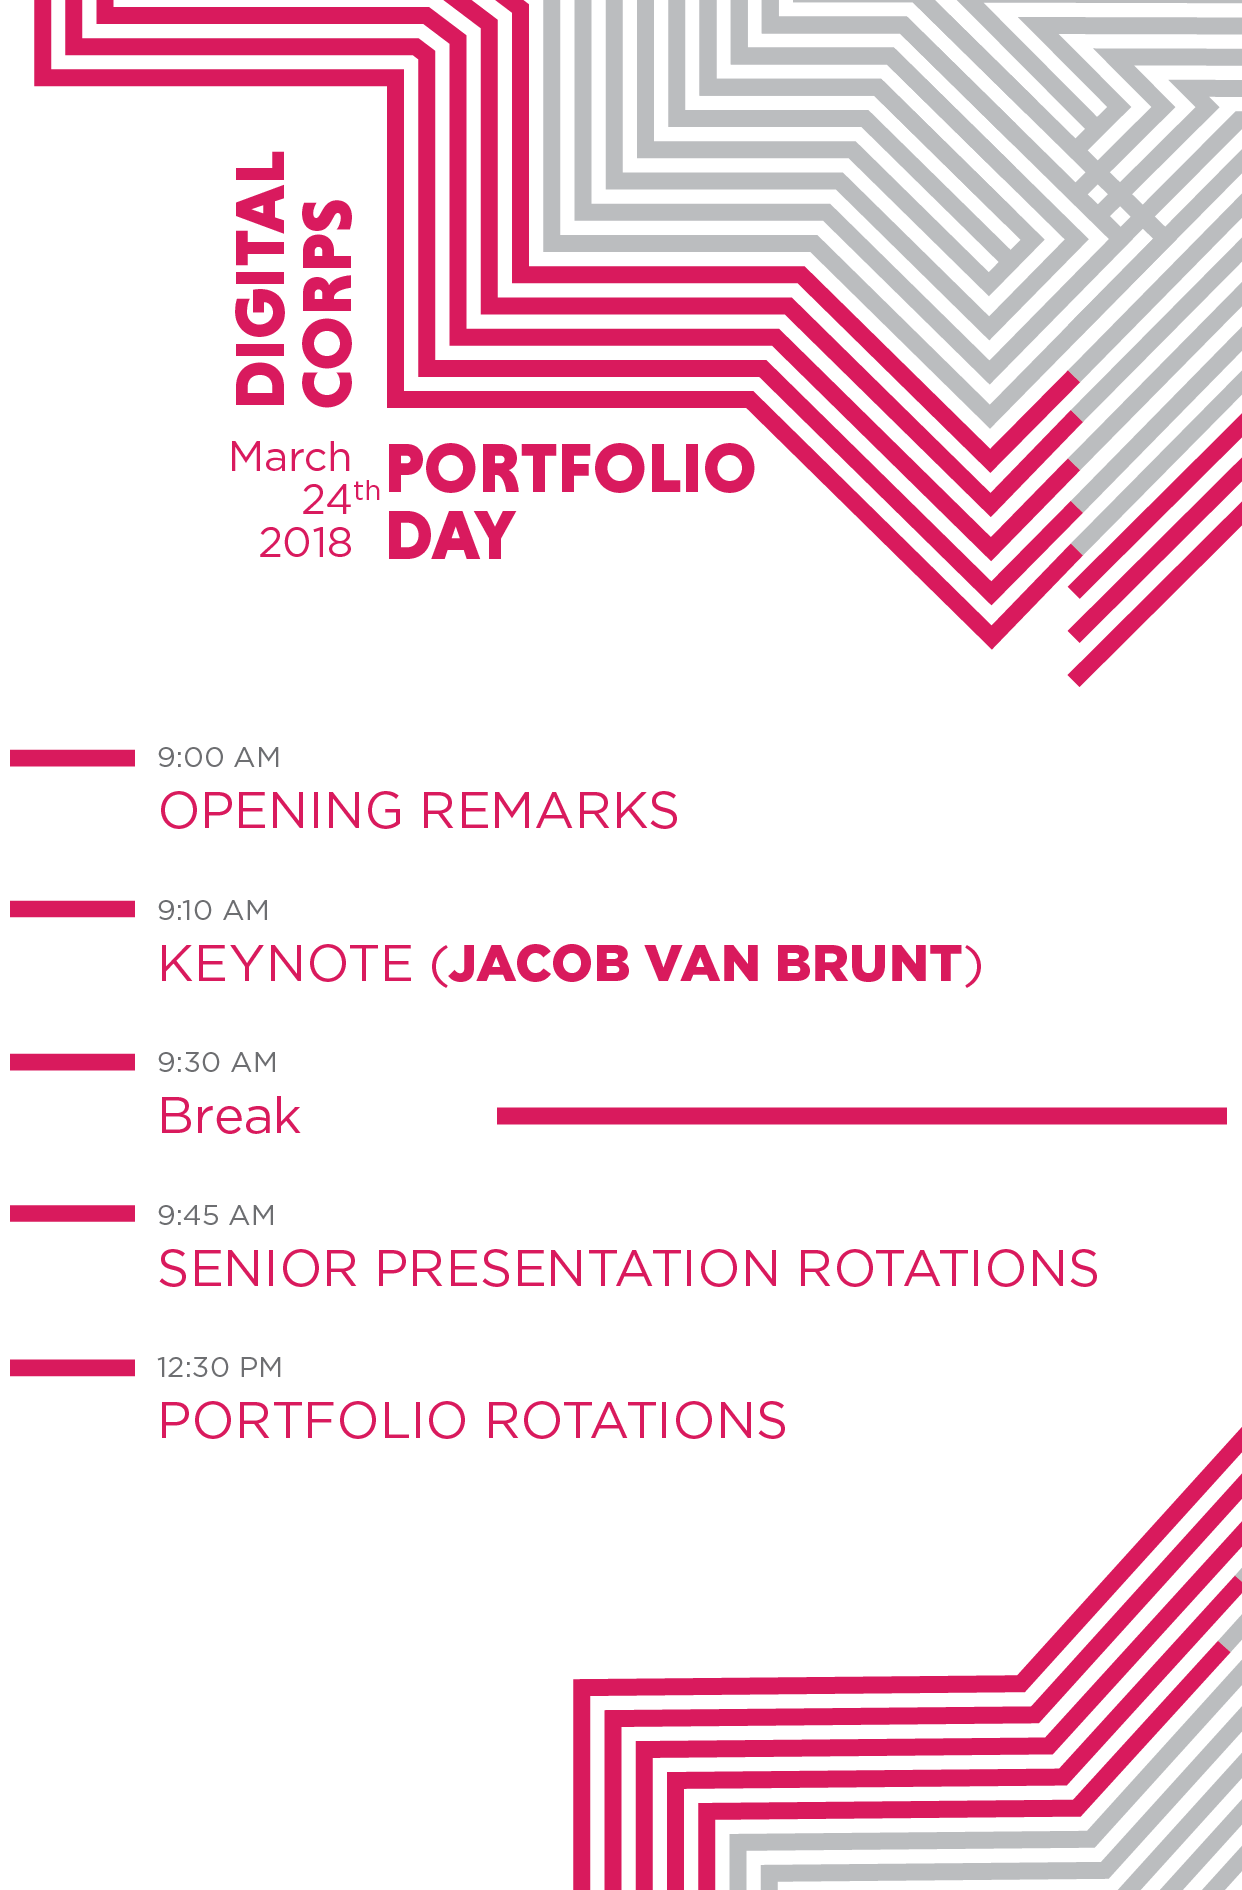 DIGITAL
CORPS
March
24th
2018
PORTFOLIO
DAY
9:00 AM
OPENING REMARKS
9:10 AM
KEYNOTE (JACOB VAN BRUNT)
9:30 AM
Break
9:45 AM
SENIOR PRESENTATION ROTATIONS
12:30 PM
PORTFOLIO ROTATIONS